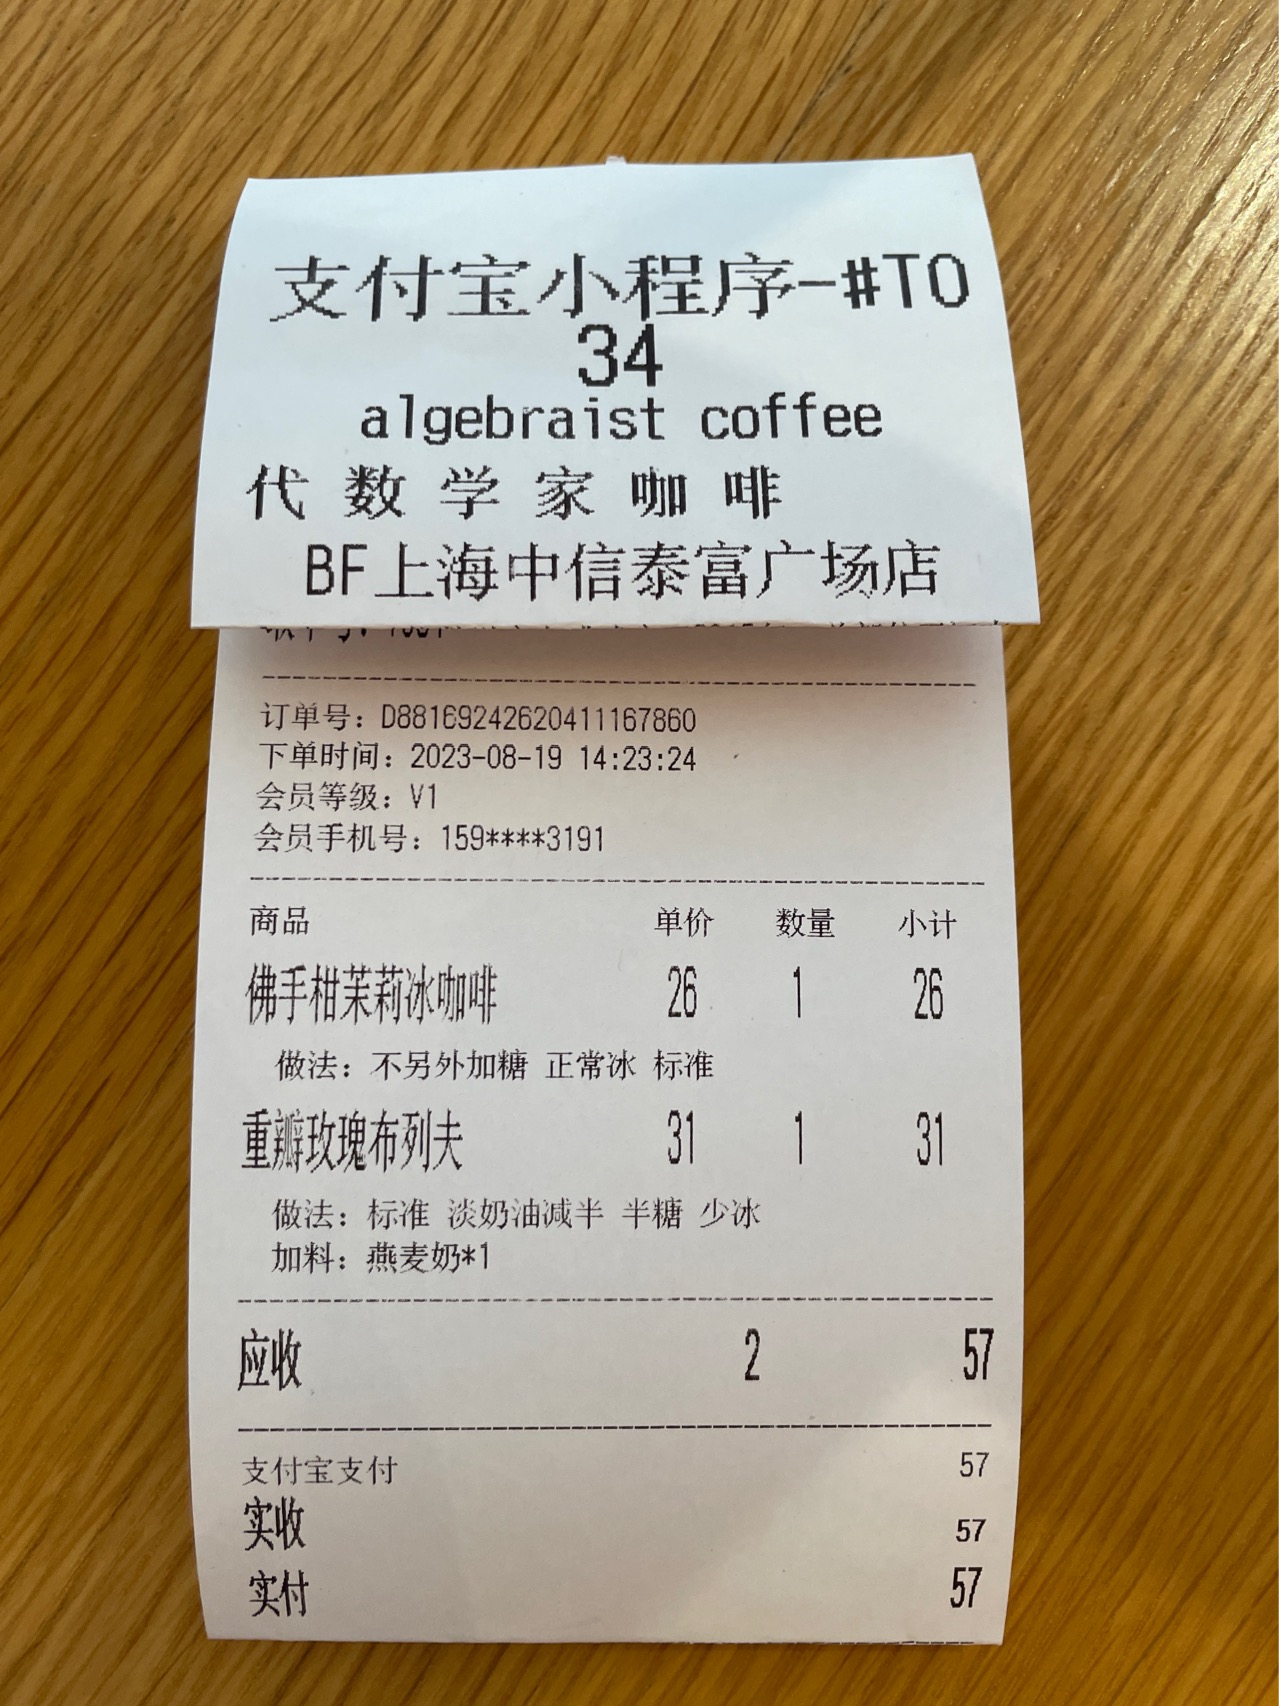 支付宝小程序-#TO
34
algebraist coffee
代数学家咖啡
BF上海中信泰富广场店
订单号：D88169242620411167860
下单时间：2023-08-19 14:23:24
会员等级：V1
会员手机号：159****3191
商品 单价 数量 小计
佛手柑茉莉冰咖啡 26 1 26
做法：不另外加糖 正常冰 标准
重瓣玫瑰布列夫 31 1 31
做法：标准 淡奶油减半 半糖 少冰
加料：燕麦奶*1
应收 2 57
支付宝支付 57
实收 57
实付 57